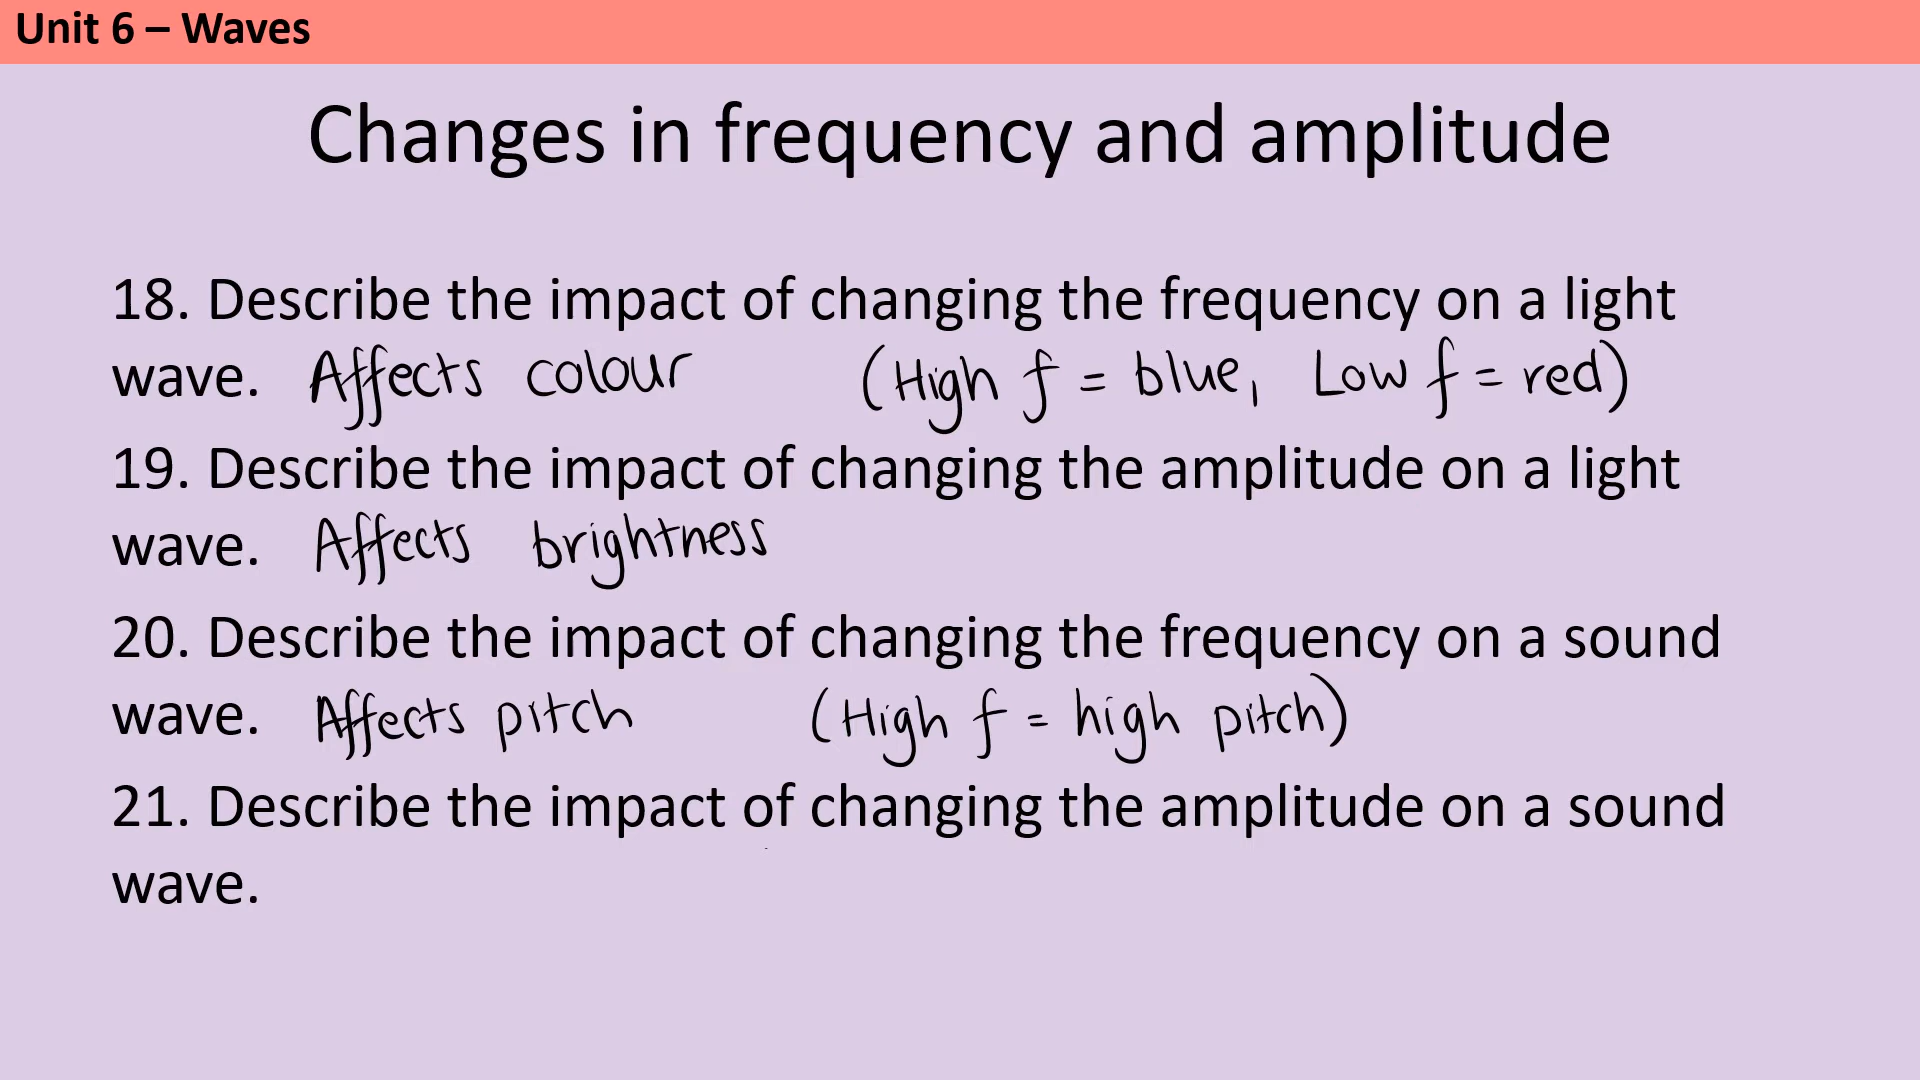 Unit 6 – Waves
Changes in frequency and amplitude
18. Describe the impact of changing the frequency on a light
wave. Affects colour (High f = blue, Low f = red)
19. Describe the impact of changing the amplitude on a light
wave. Affects brightness
20. Describe the impact of changing the frequency on a sound
wave. Affects pitch (High f = high pitch)
21. Describe the impact of changing the amplitude on a sound
wave.